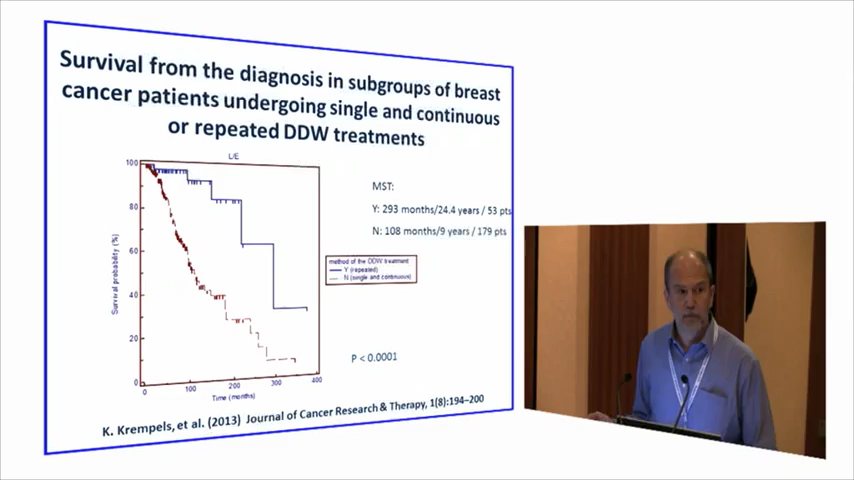 Survival from the diagnosis in subgroups of breast
cancer patients undergoing single and continuous
or repeated DDW treatments
L/E
100
80
60
40
20
0
0
100
200
300
400
Survival probability (%)
Time (months)
MST:
Y: 293 months/24.4 years / 53 pts
N: 108 months/9 years / 179 pts
method of the DDW treatment
Y (repeated)
N (single and continuous)
P < 0.0001
K. Krempels, et al. (2013) Journal of Cancer Research & Therapy, 1(8):194–200